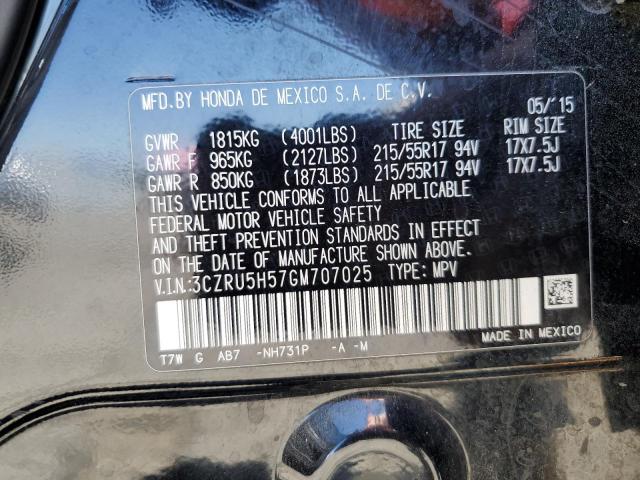 MFD. BY HONDA DE MEXICO S.A. DE C.V. 05/'15
GVWR 1815KG (4001LBS) TIRE SIZE RIM SIZE
GAWR F 965KG (2127LBS) 215/55R17 94V 17X7.5J
GAWR R 850KG (1873LBS) 215/55R17 94V 17X7.5J
THIS VEHICLE CONFORMS TO ALL APPLICABLE
FEDERAL MOTOR VEHICLE SAFETY
AND THEFT PREVENTION STANDARDS IN EFFECT
ON THE DATE OF MANUFACTURE SHOWN ABOVE.
V.I.N.:3CZRU5H57GM707025 TYPE: MPV
T7W G AB7 -NH731P -A -M MADE IN MEXICO